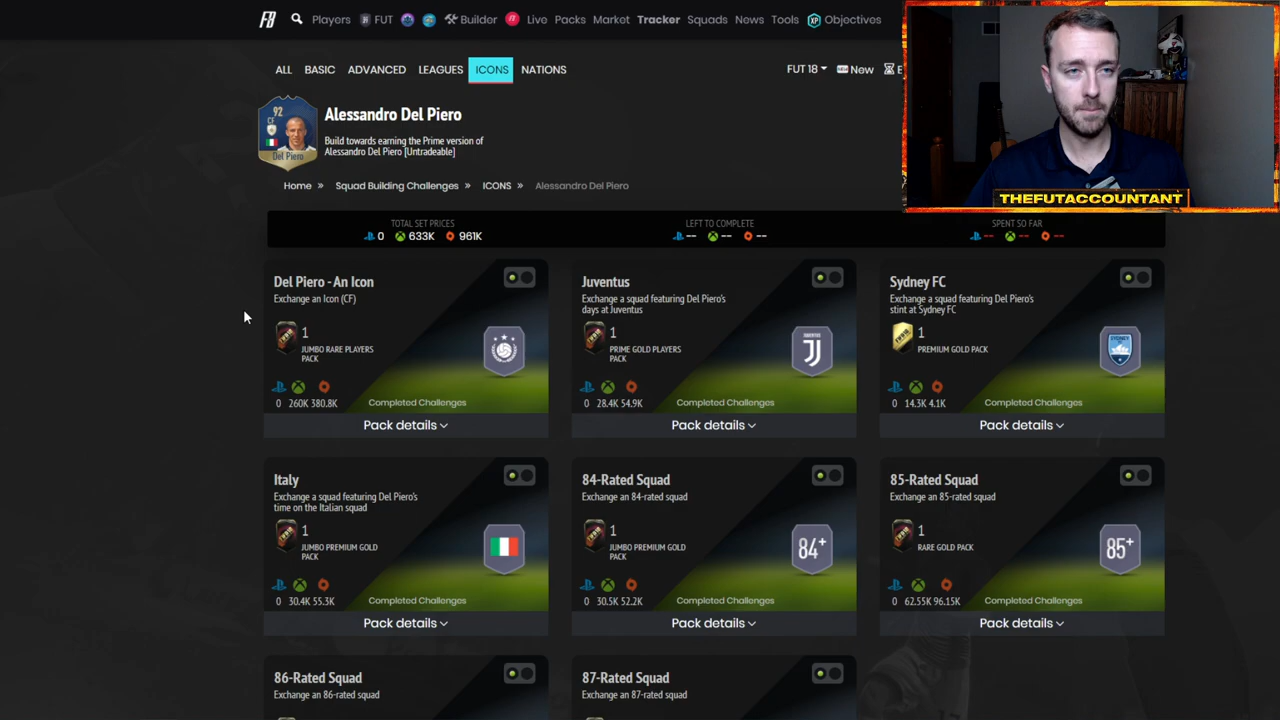 FB Players FUT Builder Live Packs Market Tracker Squads News Tools XP Objectives
ALL BASIC ADVANCED LEAGUES ICONS NATIONS FUT 18 New E
92
CF
Del Piero
Alessandro Del Piero
Build towards earning the Prime version of
Alessandro Del Piero [Untradeable]
THEFUTACCOUNTANT
Home » Squad Building Challenges » ICONS » Alessandro Del Piero
TOTAL SET PRICES LEFT TO COMPLETE SPENT SO FAR
0 633K 961K -- -- -- -- -- --
Del Piero - An Icon
Exchange an Icon (CF)
1
JUMBO RARE PLAYERS
PACK
0 260K 380.8K Completed Challenges
Pack details
Juventus
Exchange a squad featuring Del Piero's
days at Juventus
1
PRIME GOLD PLAYERS
PACK
JUVENTUS
0 28.4K 54.9K Completed Challenges
Pack details
Sydney FC
Exchange a squad featuring Del Piero's
stint at Sydney FC
1
PREMIUM GOLD PACK
SYDNEY
0 14.3K 4.1K Completed Challenges
Pack details
Italy
Exchange a squad featuring Del Piero's
time on the Italian squad
1
JUMBO PREMIUM GOLD
PACK
0 30.4K 55.3K Completed Challenges
Pack details
84-Rated Squad
Exchange an 84-rated squad
1
JUMBO PREMIUM GOLD
PACK
84+
0 30.5K 52.2K Completed Challenges
Pack details
85-Rated Squad
Exchange an 85-rated squad
1
RARE GOLD PACK
85+
0 62.55K 96.15K Completed Challenges
Pack details
86-Rated Squad
Exchange an 86-rated squad
87-Rated Squad
Exchange an 87-rated squad